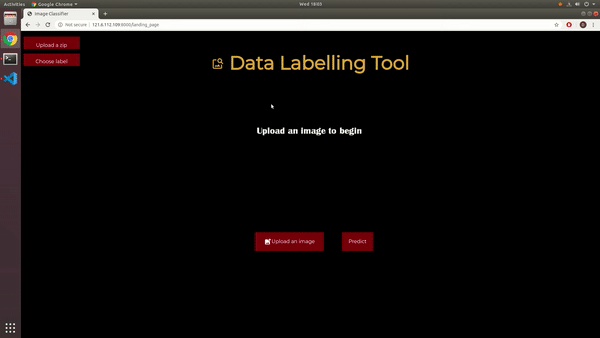 Activities Google Chrome Wed 18:03
Image Classifier
Not secure | 121.6.112.109:8000/landing_page
Upload a zip
Choose label
Data Labelling Tool
Upload an image to begin
Upload an image Predict